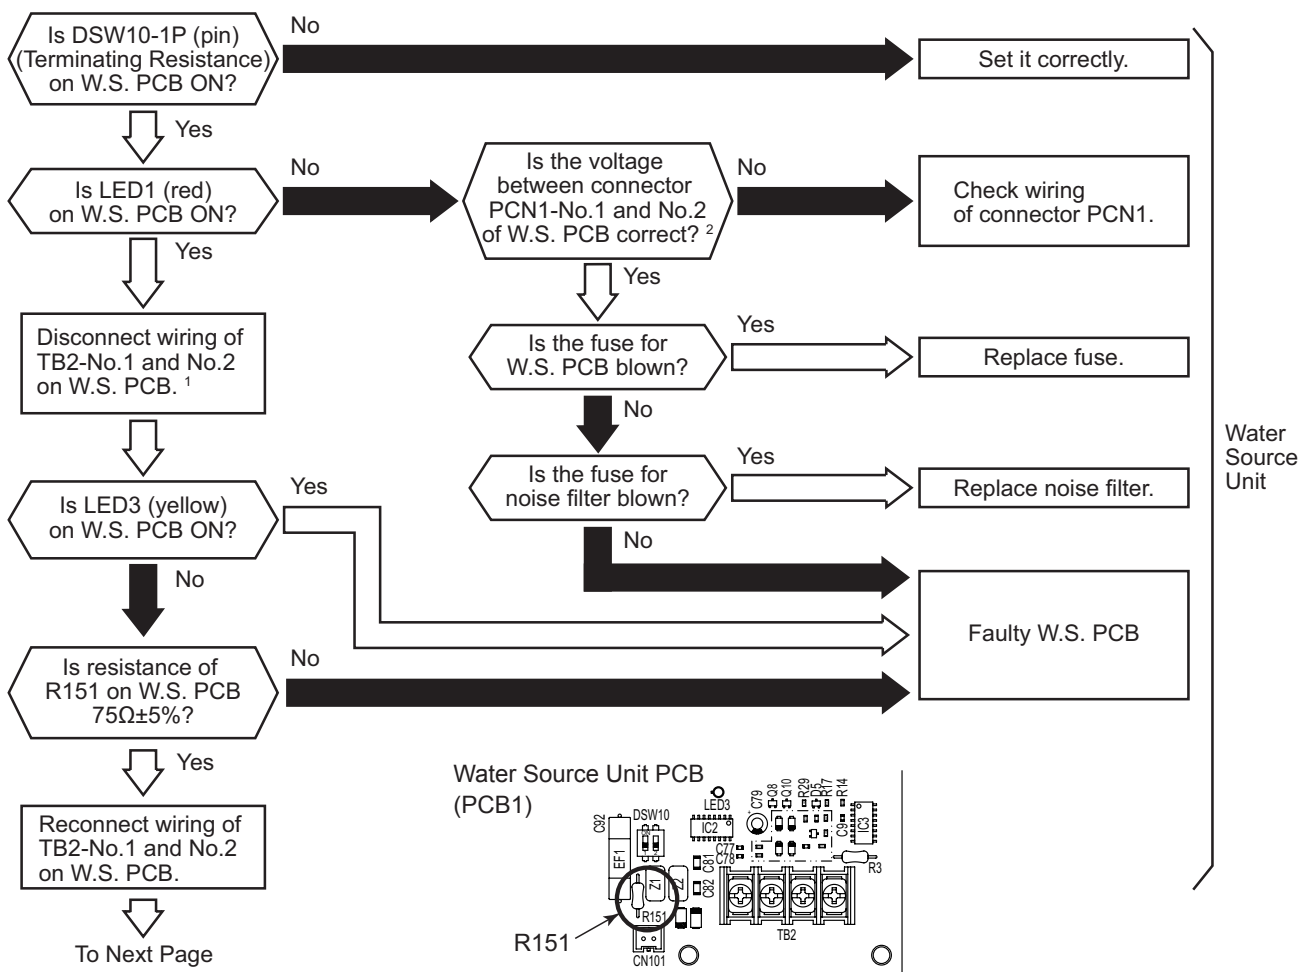 Is DSW10-1P (pin)
(Terminating Resistance)
on W.S. PCB ON?
No
Set it correctly.
Yes
Is LED1 (red)
on W.S. PCB ON?
No
Is the voltage
between connector
PCN1-No.1 and No.2
of W.S. PCB correct? 2
No
Check wiring
of connector PCN1.
Yes
Yes
Disconnect wiring of
TB2-No.1 and No.2
on W.S. PCB. 1
Is the fuse for
W.S. PCB blown?
Yes
Replace fuse.
No
Is LED3 (yellow)
on W.S. PCB ON?
Yes
Is the fuse for
noise filter blown?
Yes
Replace noise filter.
Water
Source
Unit
No
No
Faulty W.S. PCB
Is resistance of
R151 on W.S. PCB
75Ω±5%?
No
Yes
Reconnect wiring of
TB2-No.1 and No.2
on W.S. PCB.
To Next Page
Water Source Unit PCB
(PCB1)
C92
DSW10
EF1
Z1
Z2
R151
CN101
R151
LED3
IC2
C77
C78
C81
C82
C79
Q8
Q10
R29
D5
R17
R14
C9
IC3
R3
TB2